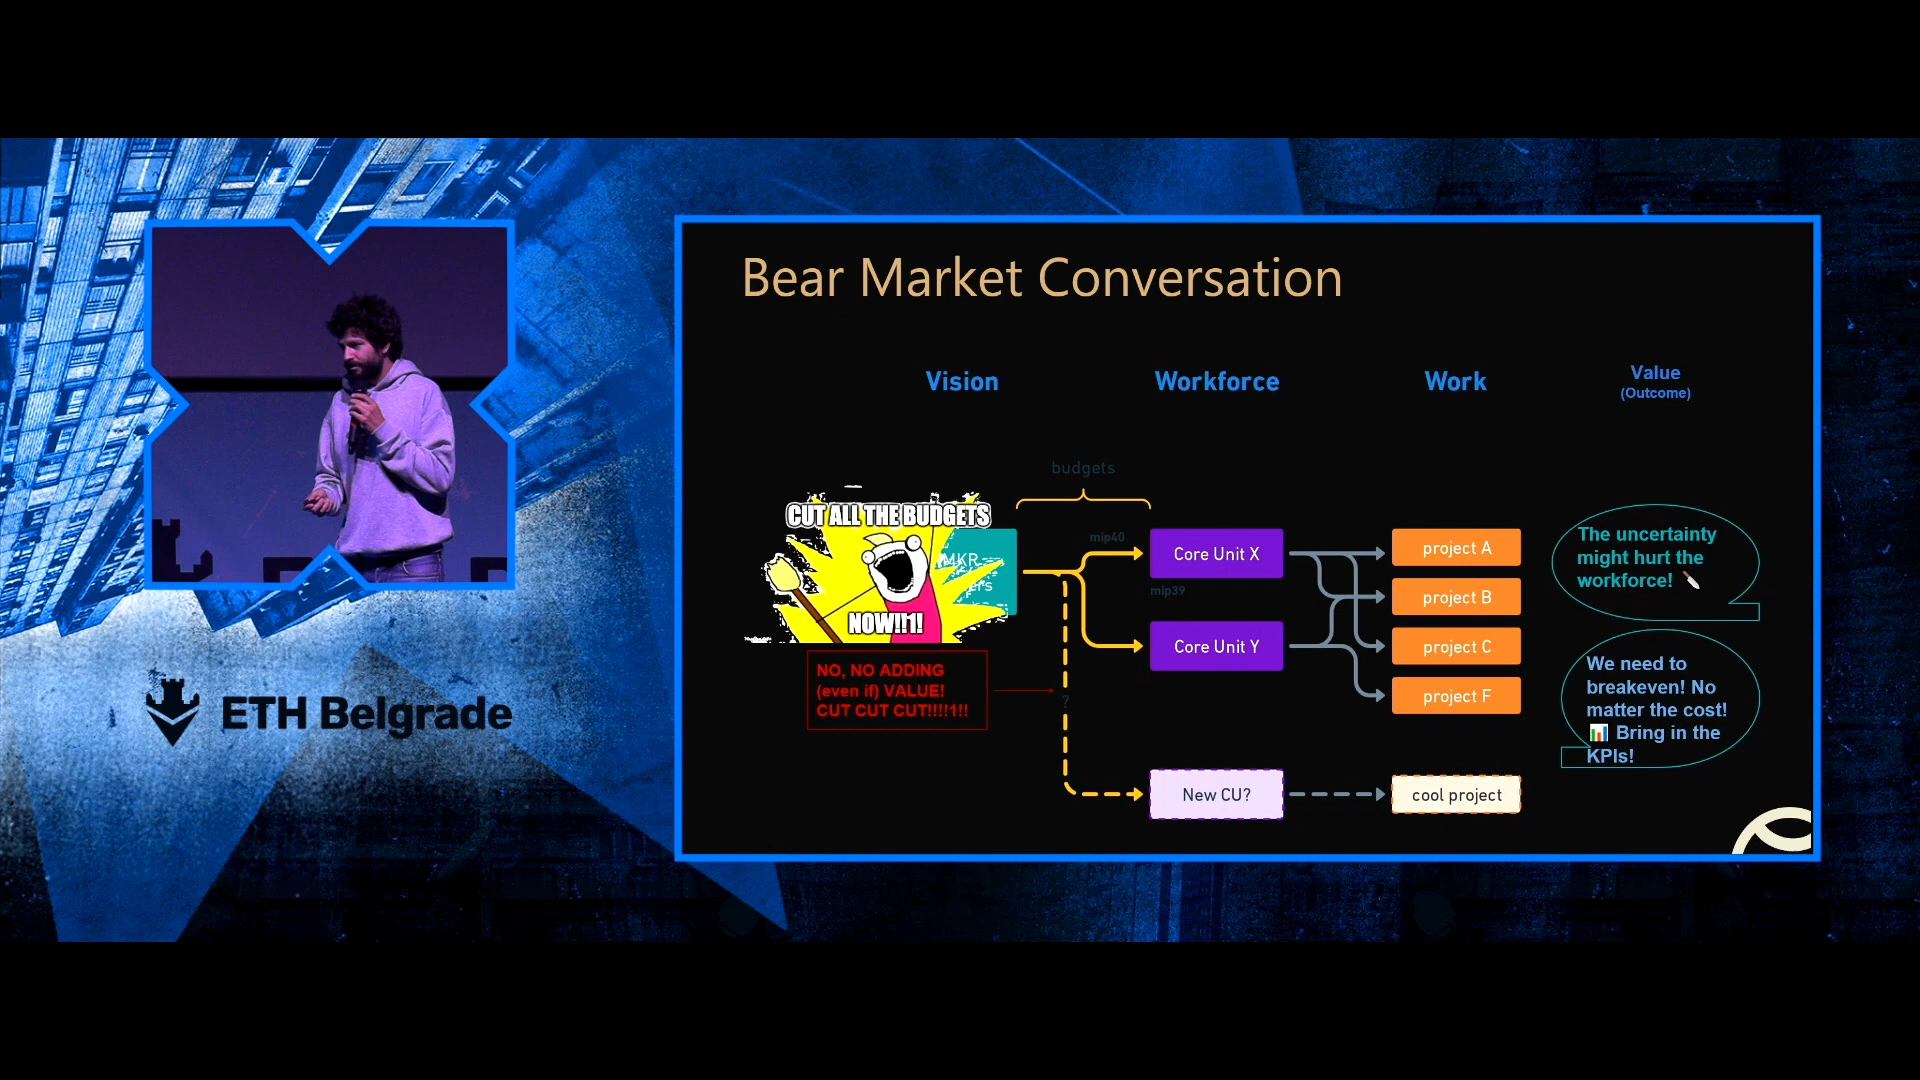 Bear Market Conversation
Vision
Workforce
Work
Value
(Outcome)
budgets
CUT ALL THE BUDGETS
NOW!!1!
MKR
ers
mip40
mip39
Core Unit X
Core Unit Y
project A
project B
project C
project F
The uncertainty
might hurt the
workforce! 🔪
We need to
breakeven! No
matter the cost!
📊 Bring in the
KPIs!
NO, NO ADDING
(even if) VALUE!
CUT CUT CUT!!!!1!!
?
New CU?
cool project
ETH Belgrade